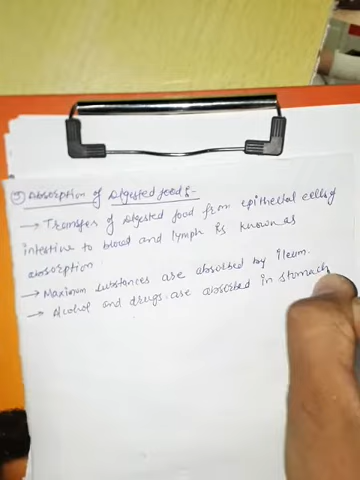 ⑤ Absorption of Digested food :-
→ Transfer of digested food from epithelial cells of
intestine to blood and lymph is known as
absorption.
→ Maximum substances are absorbed by ileum.
→ Alcohol and drugs are absorbed in stomach